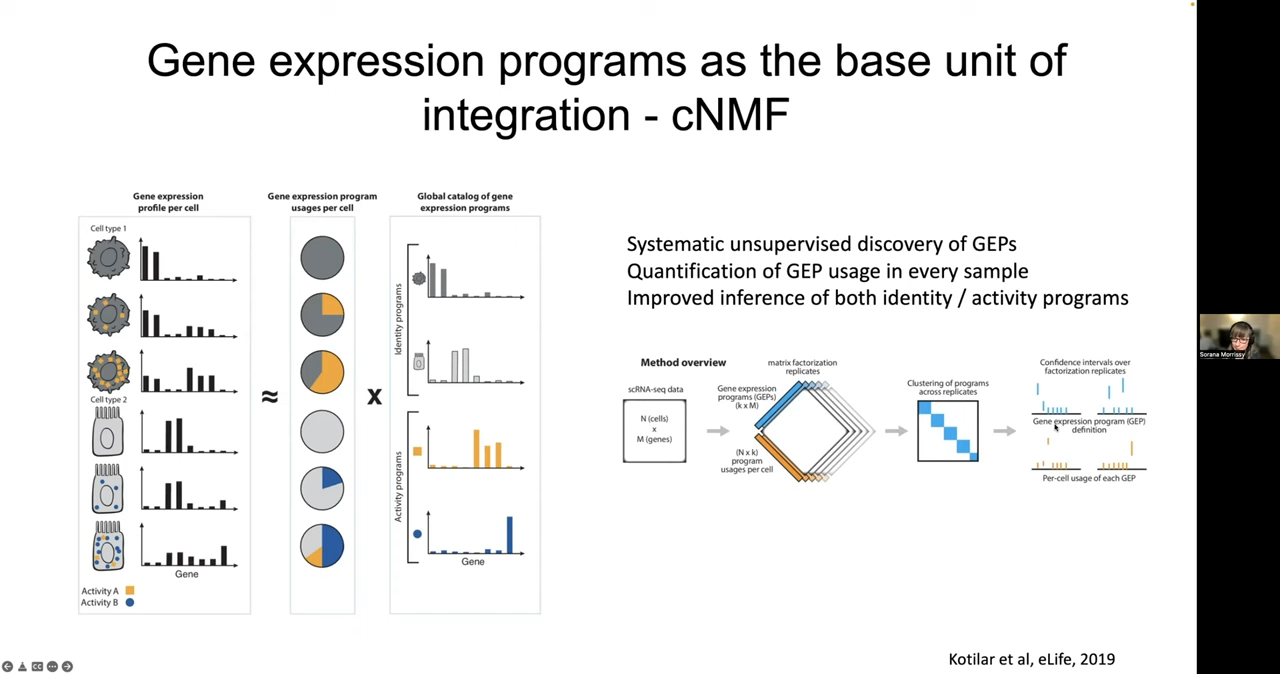 Gene expression programs as the base unit of
integration - cNMF
Gene expression
profile per cell
Gene expression program
usages per cell
Global catalog of gene
expression programs
Cell type 1
Cell type 2
Gene
Activity A
Activity B
≈
x
Identity programs
Activity programs
Gene
Systematic unsupervised discovery of GEPs
Quantification of GEP usage in every sample
Improved inference of both identity / activity programs
Method overview
scRNA-seq data
N (cells)
x
M (genes)
matrix factorization
replicates
Gene expression
programs (GEPs)
(k x M)
(N x k)
program
usages per cell
Clustering of programs
across replicates
Confidence intervals over
factorization replicates
Gene expression program (GEP)
definition
Per-cell usage of each GEP
Kotilar et al, eLife, 2019
CC
Sorana Morrissy